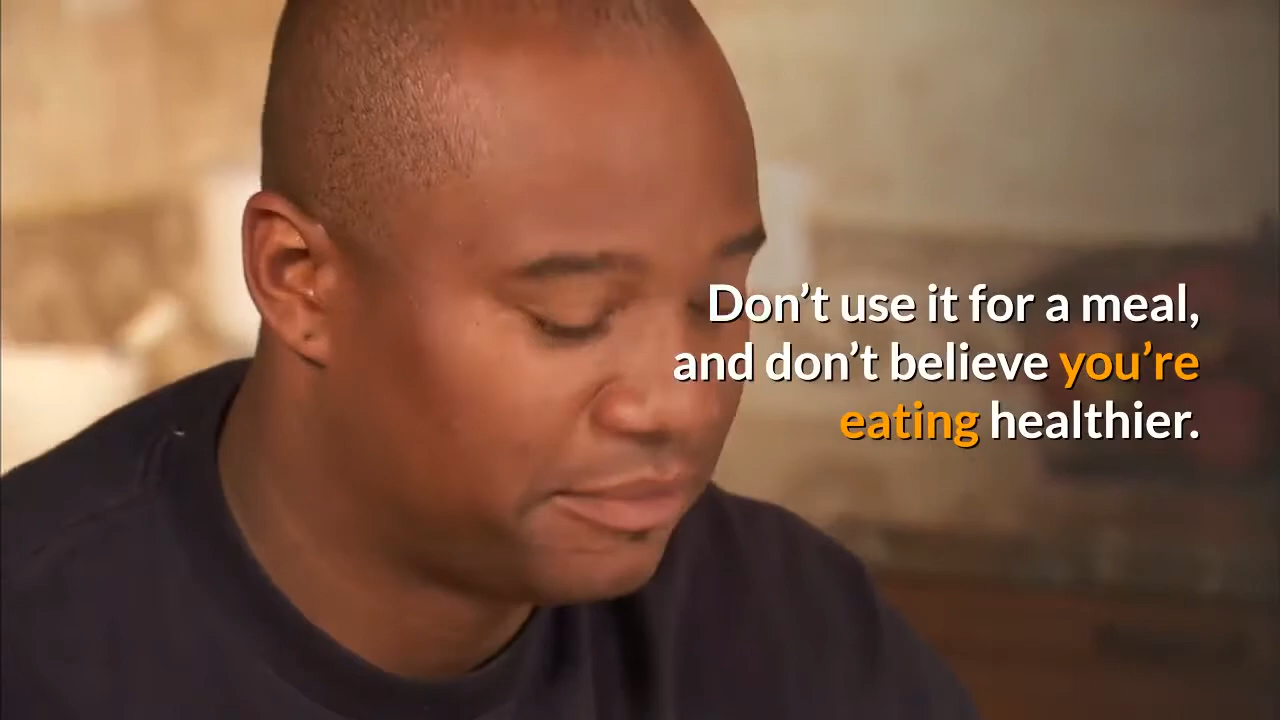 Don’t use it for a meal,
and don’t believe you’re
eating healthier.